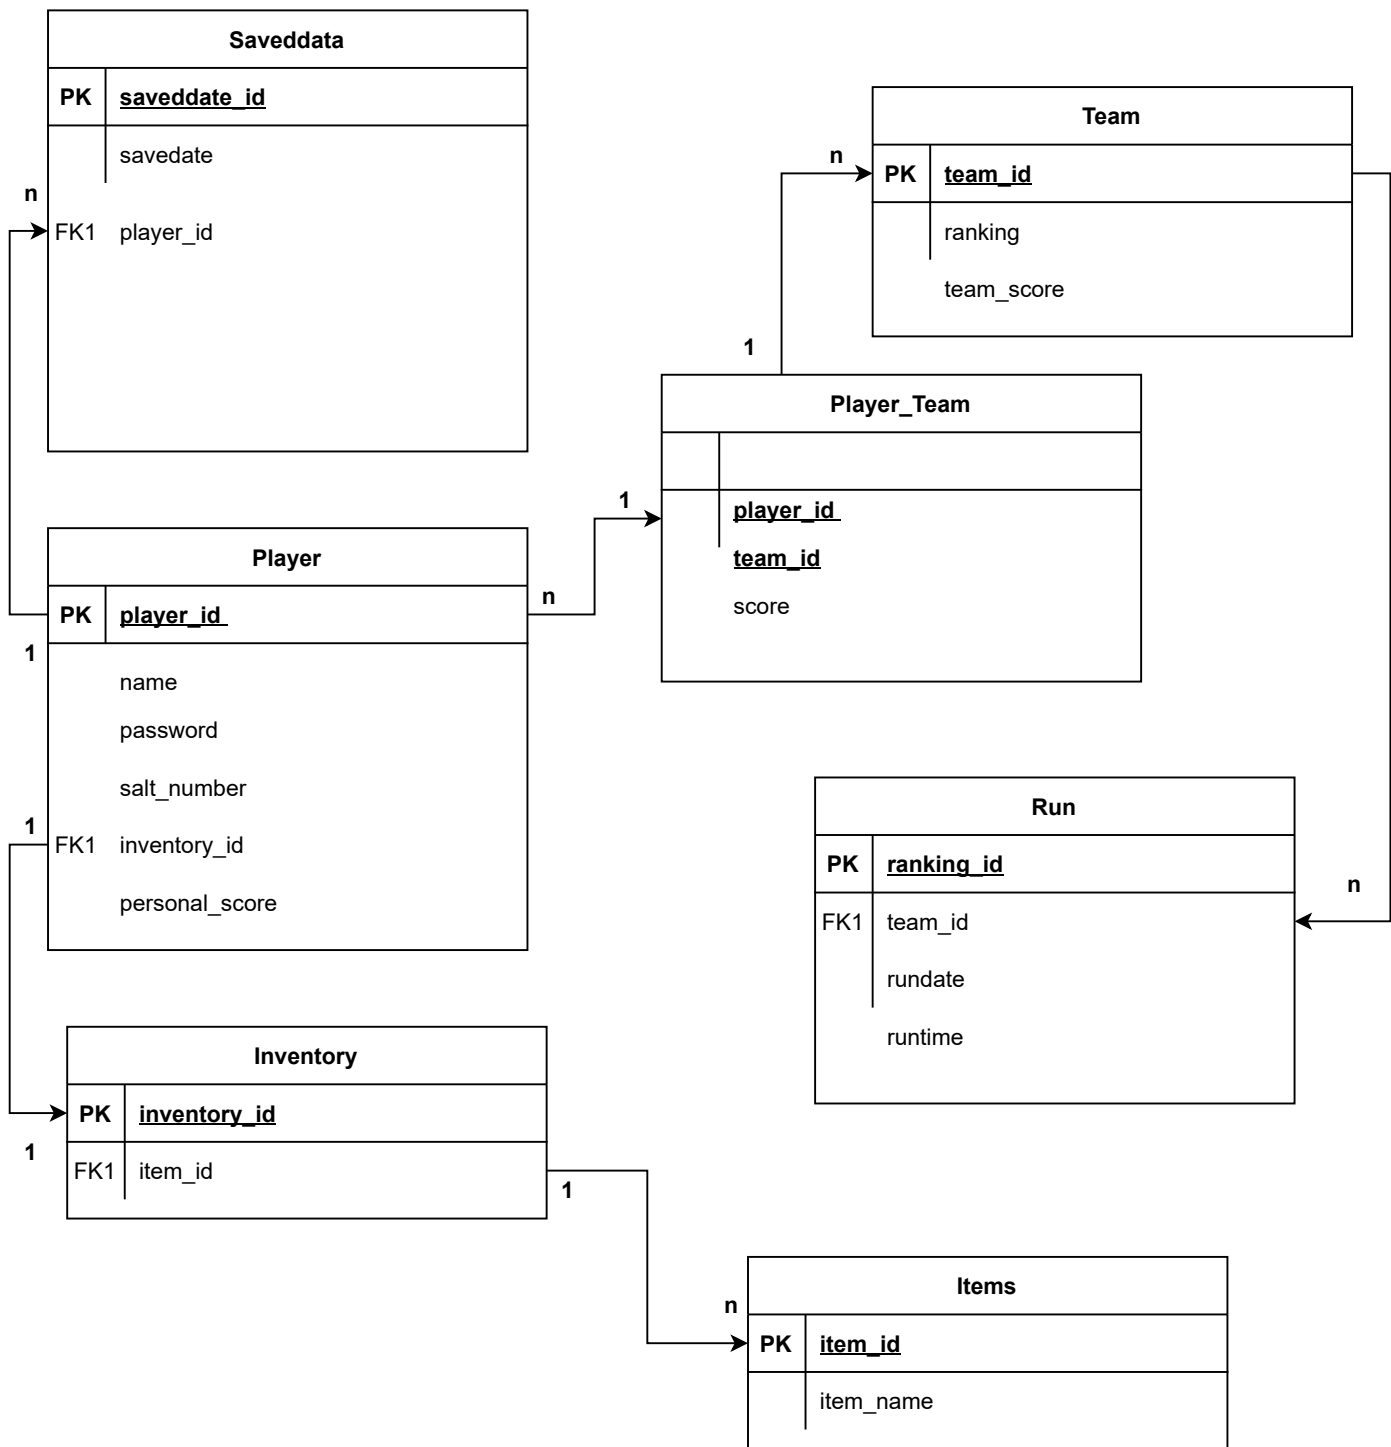 Saveddata
PK saveddate_id
savedate
n
FK1 player_id
Team
n
PK team_id
ranking
team_score
1
Player_Team
player_id
team_id
score
1
Player
n
PK player_id
1
name
password
salt_number
1
FK1 inventory_id
personal_score
Run
PK ranking_id
n
FK1 team_id
rundate
runtime
Inventory
PK inventory_id
1
FK1 item_id
1
Items
n
PK item_id
item_name